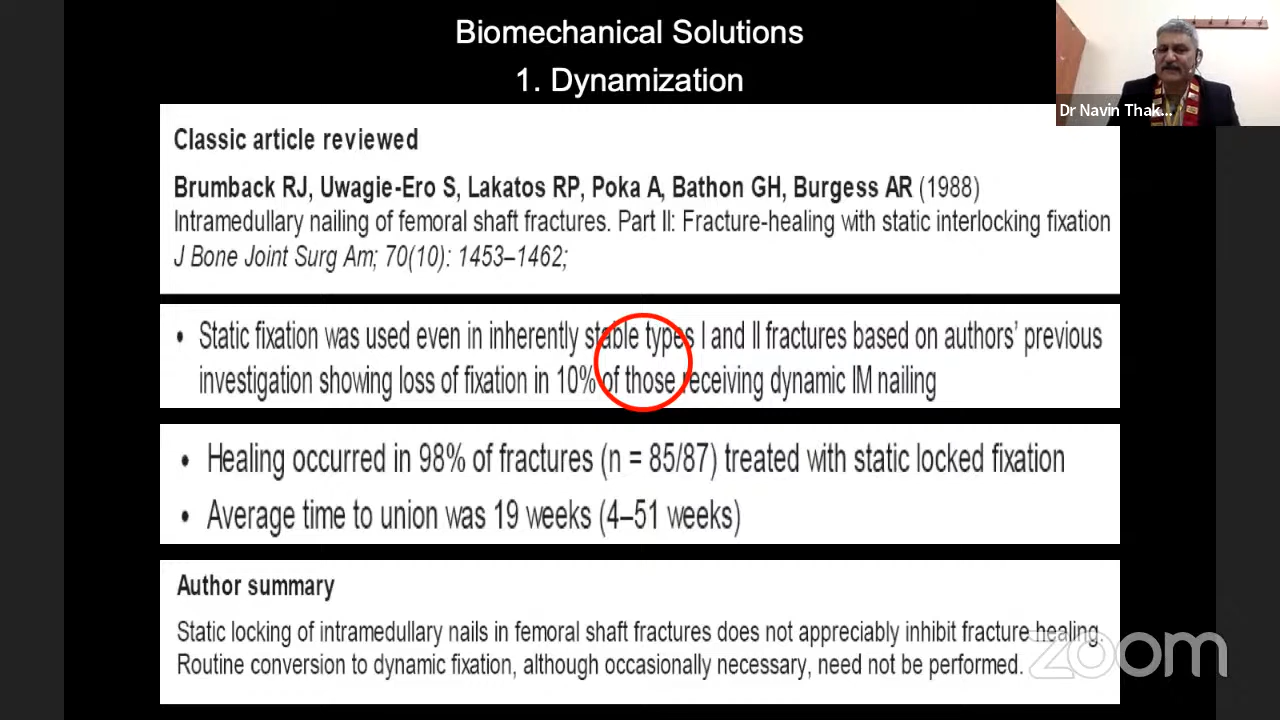 Biomechanical Solutions
1. Dynamization
Dr Navin Thak...
Classic article reviewed
Brumback RJ, Uwagie-Ero S, Lakatos RP, Poka A, Bathon GH, Burgess AR (1988)
Intramedullary nailing of femoral shaft fractures. Part II: Fracture-healing with static interlocking fixation
J Bone Joint Surg Am; 70(10): 1453–1462;
• Static fixation was used even in inherently stable types I and II fractures based on authors’ previous
investigation showing loss of fixation in 10% of those receiving dynamic IM nailing
• Healing occurred in 98% of fractures (n = 85/87) treated with static locked fixation
• Average time to union was 19 weeks (4–51 weeks)
Author summary
Static locking of intramedullary nails in femoral shaft fractures does not appreciably inhibit fracture healing.
Routine conversion to dynamic fixation, although occasionally necessary, need not be performed.
zoom